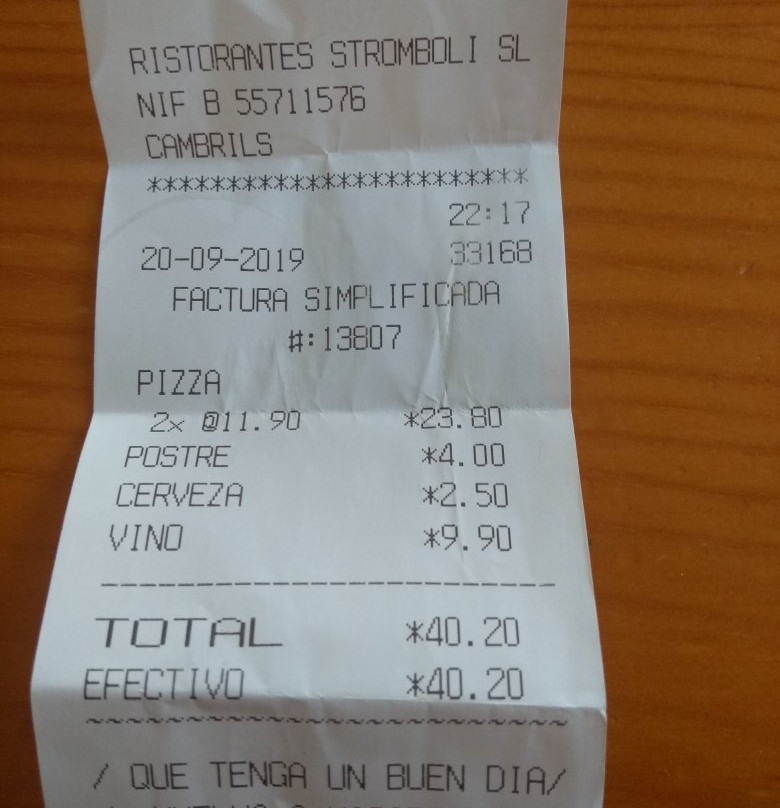 RISTORANTES STROMBOLI SL
NIF B 55711576
CAMBRILS
************************
22:17
20-09-2019 33168
FACTURA SIMPLIFICADA
#:13807
PIZZA
2x @11.90 *23.80
POSTRE *4.00
CERVEZA *2.50
VINO *9.90
------------------------
TOTAL *40.20
EFECTIVO *40.20
~~~~~~~~~~~~~~~~~~~~~~~~
/ QUE TENGA UN BUEN DIA/